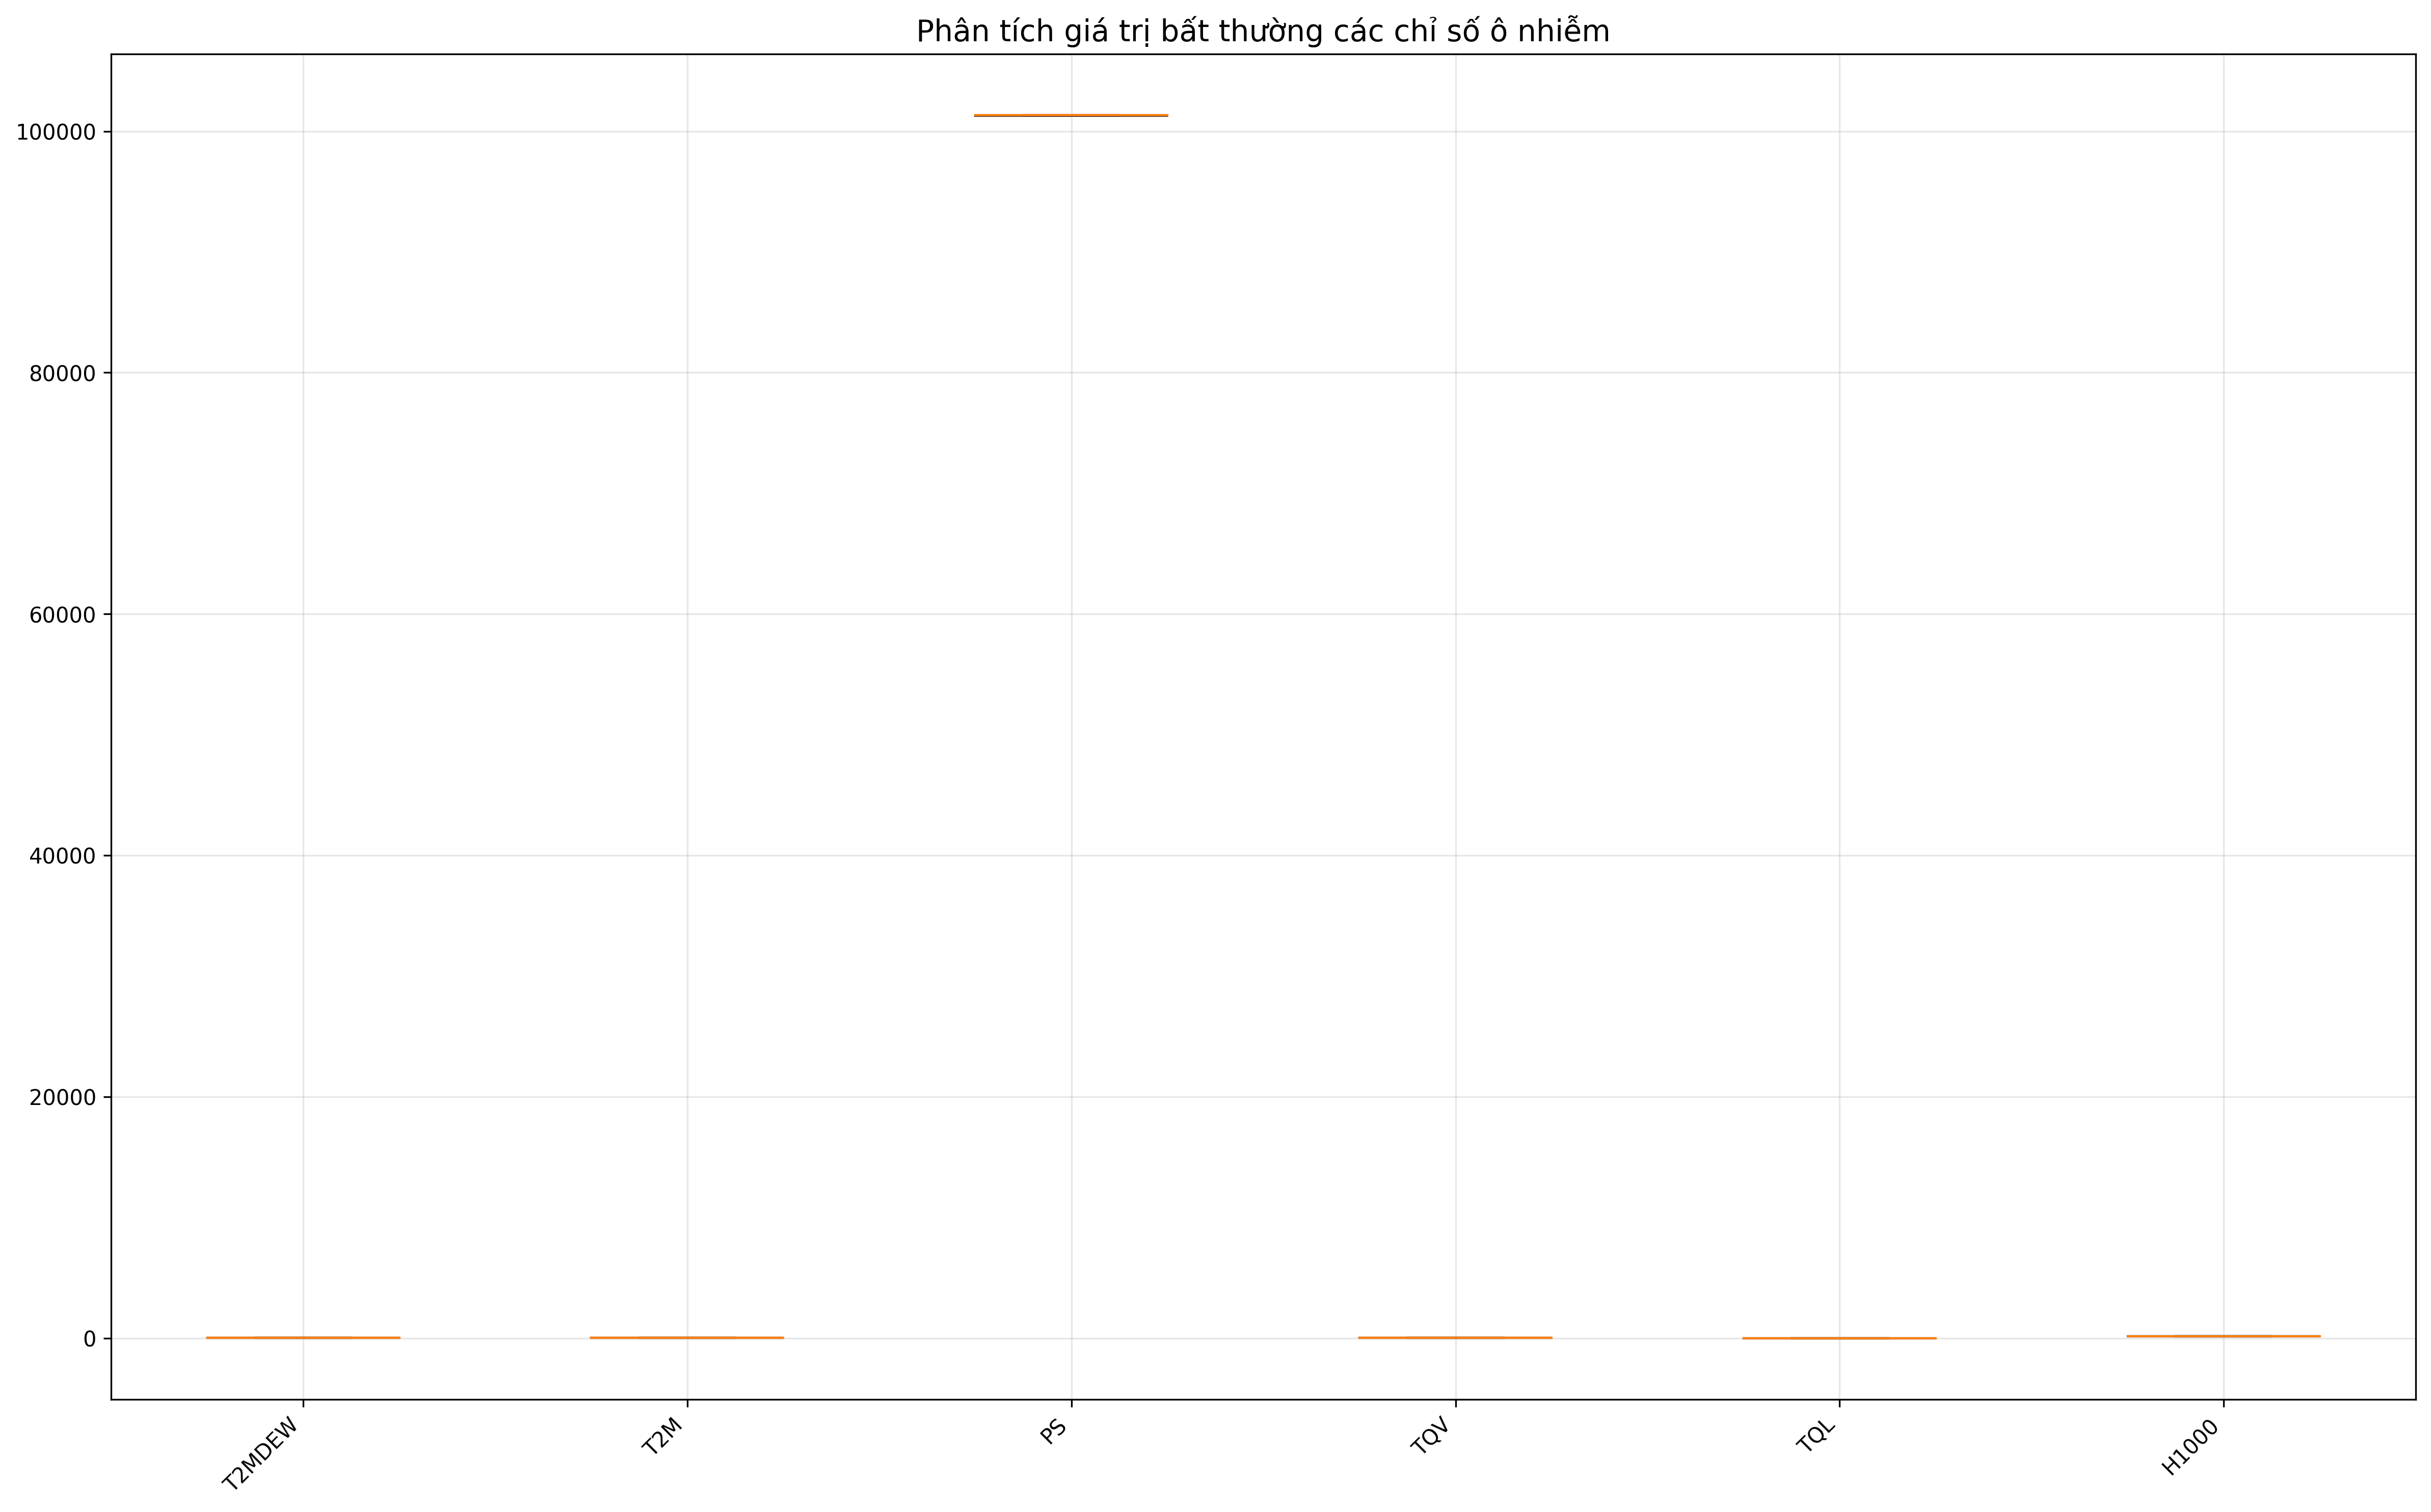 Phân tích giá trị bất thường các chỉ số ô nhiễm
100000
80000
60000
40000
20000
0
T2MDEW
T2M
PS
TQV
TQL
H1000